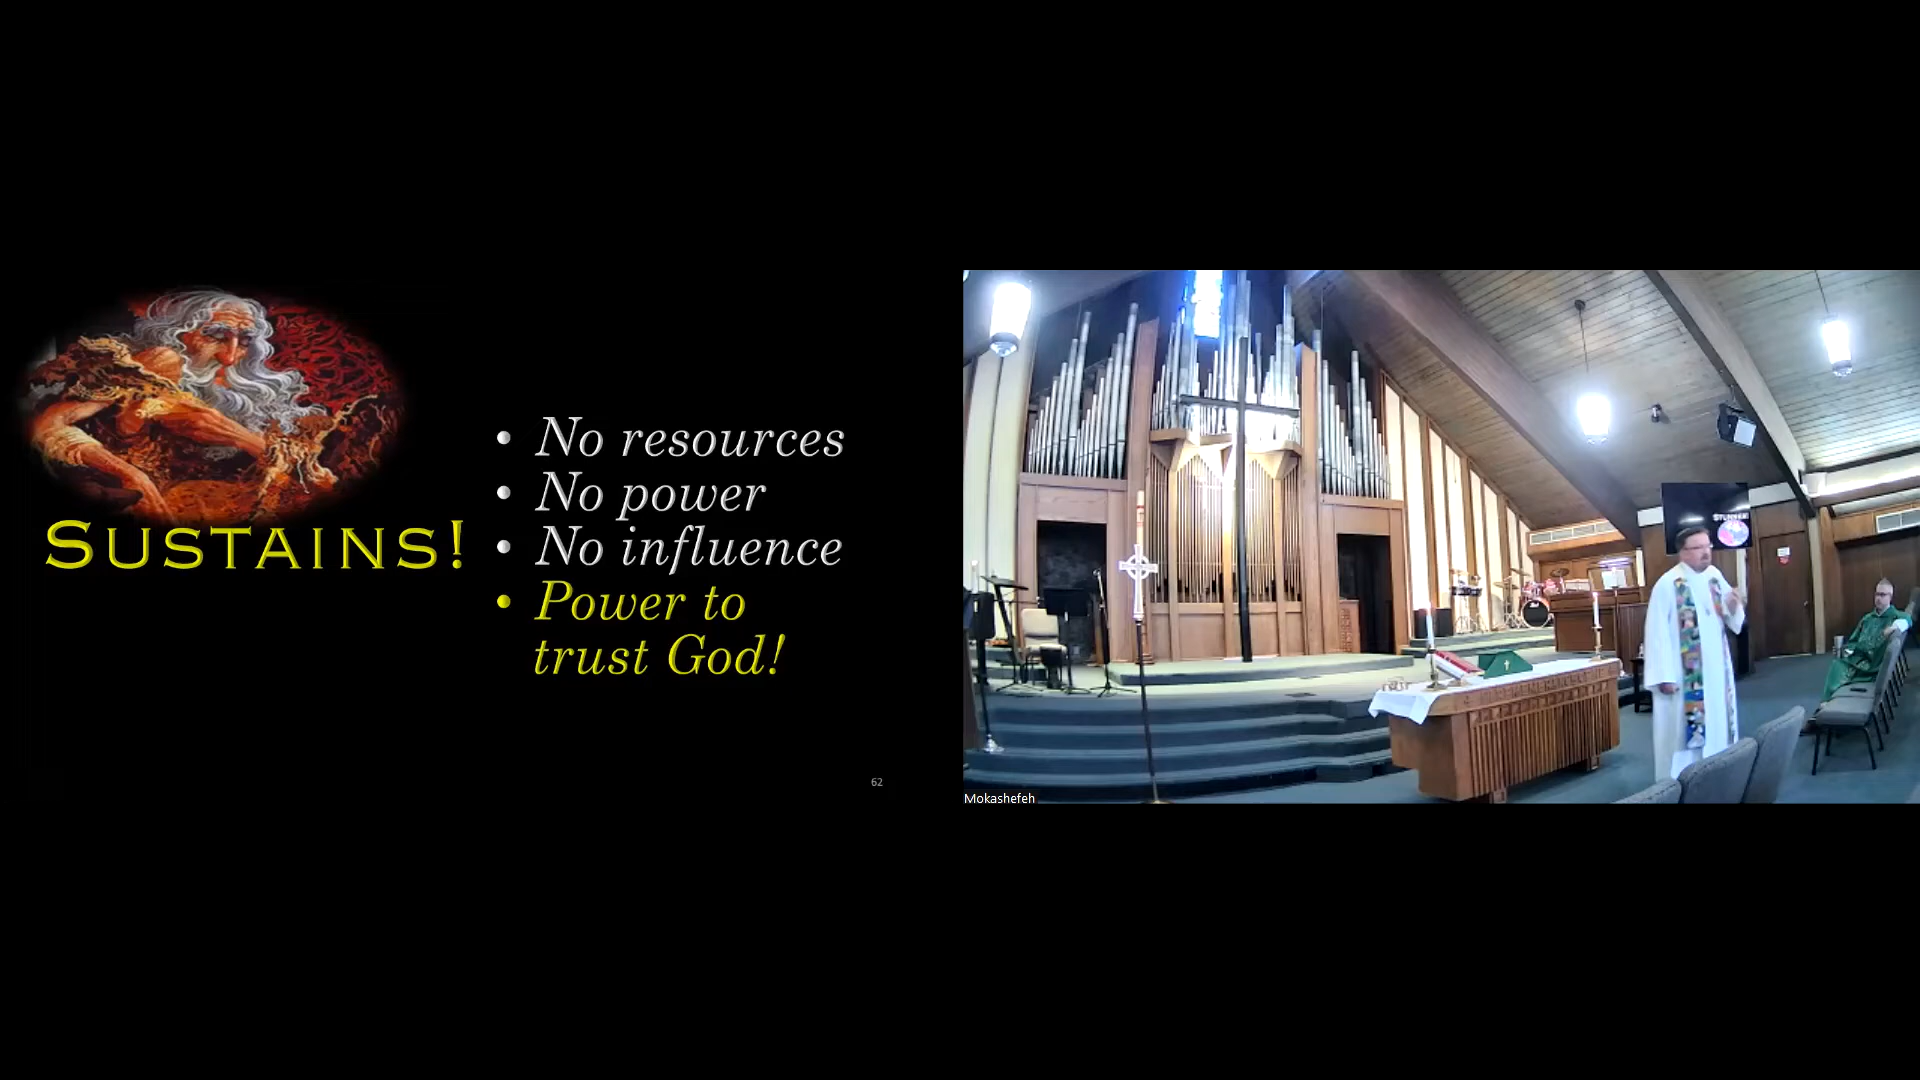 SUSTAINS!
• No resources
• No power
• No influence
• Power to
trust God!
62
Mokashefeh